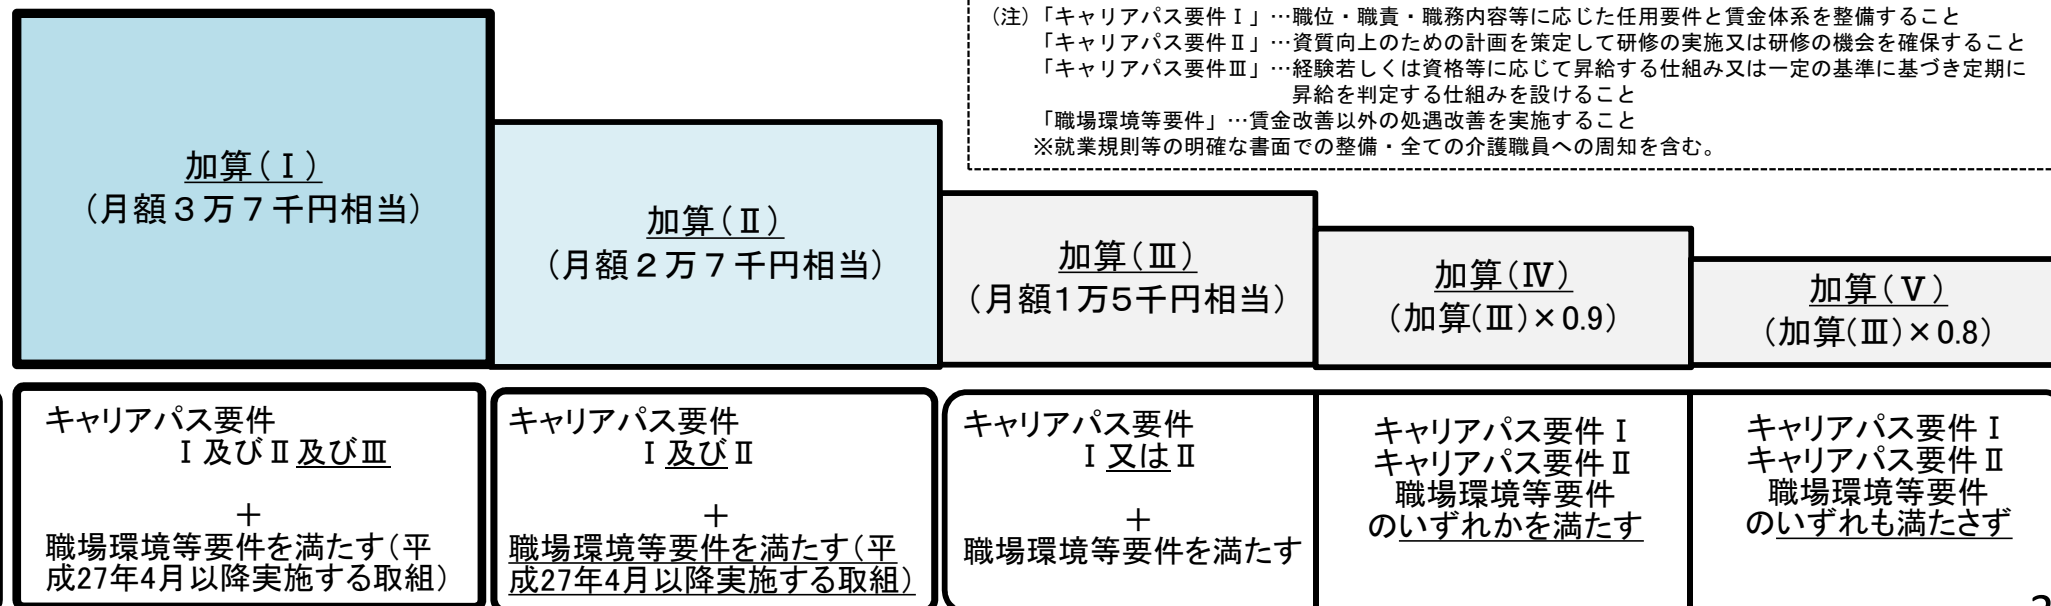 (注)「キャリアパス要件Ⅰ」…職位・職責・職務内容等に応じた任用要件と賃金体系を整備すること
「キャリアパス要件Ⅱ」…資質向上のための計画を策定して研修の実施又は研修の機会を確保すること
「キャリアパス要件Ⅲ」…経験若しくは資格等に応じて昇給する仕組み又は一定の基準に基づき定期に
昇給を判定する仕組みを設けること
「職場環境等要件」…賃金改善以外の処遇改善を実施すること
※就業規則等の明確な書面での整備・全ての介護職員への周知を含む。
加算(Ⅰ)
(月額３万７千円相当)
加算(Ⅱ)
(月額２万７千円相当)
加算(Ⅲ)
(月額1万5千円相当)
加算(Ⅳ)
(加算(Ⅲ)×0.9)
加算(Ⅴ)
(加算(Ⅲ)×0.8)
キャリアパス要件
Ⅰ及びⅡ及びⅢ
＋
職場環境等要件を満たす(平
成27年4月以降実施する取組)
キャリアパス要件
Ⅰ及びⅡ
＋
職場環境等要件を満たす(平
成27年4月以降実施する取組)
キャリアパス要件
Ⅰ又はⅡ
＋
職場環境等要件を満たす
キャリアパス要件Ⅰ
キャリアパス要件Ⅱ
職場環境等要件
のいずれかを満たす
キャリアパス要件Ⅰ
キャリアパス要件Ⅱ
職場環境等要件
のいずれも満たさず